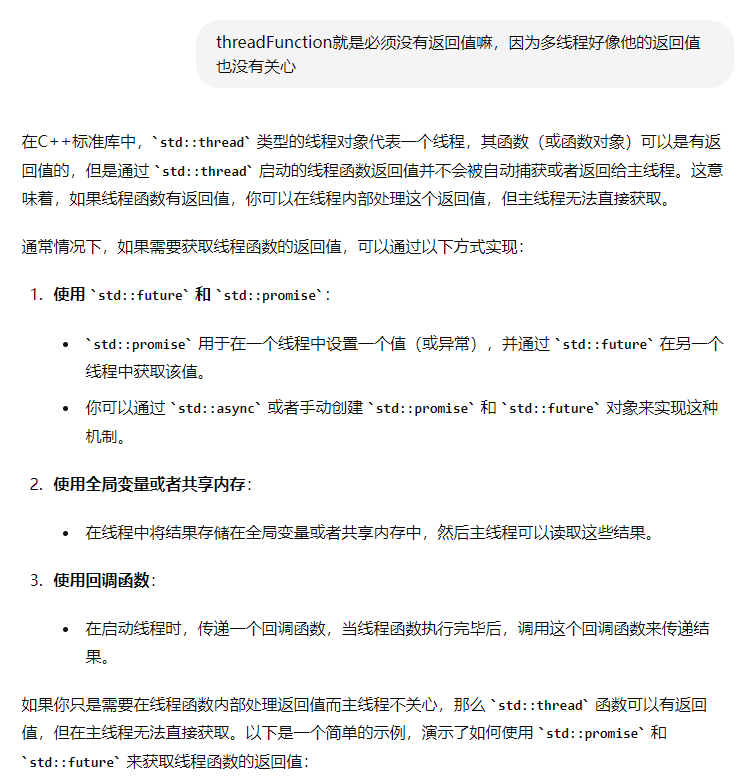 threadFunction就是必须没有返回值嘛，因为多线程好像他的返回值
也没有关心
在C++标准库中，`std::thread` 类型的线程对象代表一个线程，其函数（或函数对象）可以是有返
回值的，但是通过 `std::thread` 启动的线程函数返回值并不会被自动捕获或者返回给主线程。这意
味着，如果线程函数有返回值，你可以在线程内部处理这个返回值，但主线程无法直接获取。
通常情况下，如果需要获取线程函数的返回值，可以通过以下方式实现：
1. 使用 `std::future` 和 `std::promise`：
• `std::promise` 用于在一个线程中设置一个值（或异常），并通过 `std::future` 在另一个
线程中获取该值。
• 你可以通过 `std::async` 或者手动创建 `std::promise` 和 `std::future` 对象来实现这种
机制。
2. 使用全局变量或者共享内存：
• 在线程中将结果存储在全局变量或者共享内存中，然后主线程可以读取这些结果。
3. 使用回调函数：
• 在启动线程时，传递一个回调函数，当线程函数执行完毕后，调用这个回调函数来传递结
果。
如果你只是需要在线程函数内部处理返回值而主线程不关心，那么 `std::thread` 函数可以有返回
值，但在主线程无法直接获取。以下是一个简单的示例，演示了如何使用 `std::promise` 和
`std::future` 来获取线程函数的返回值：